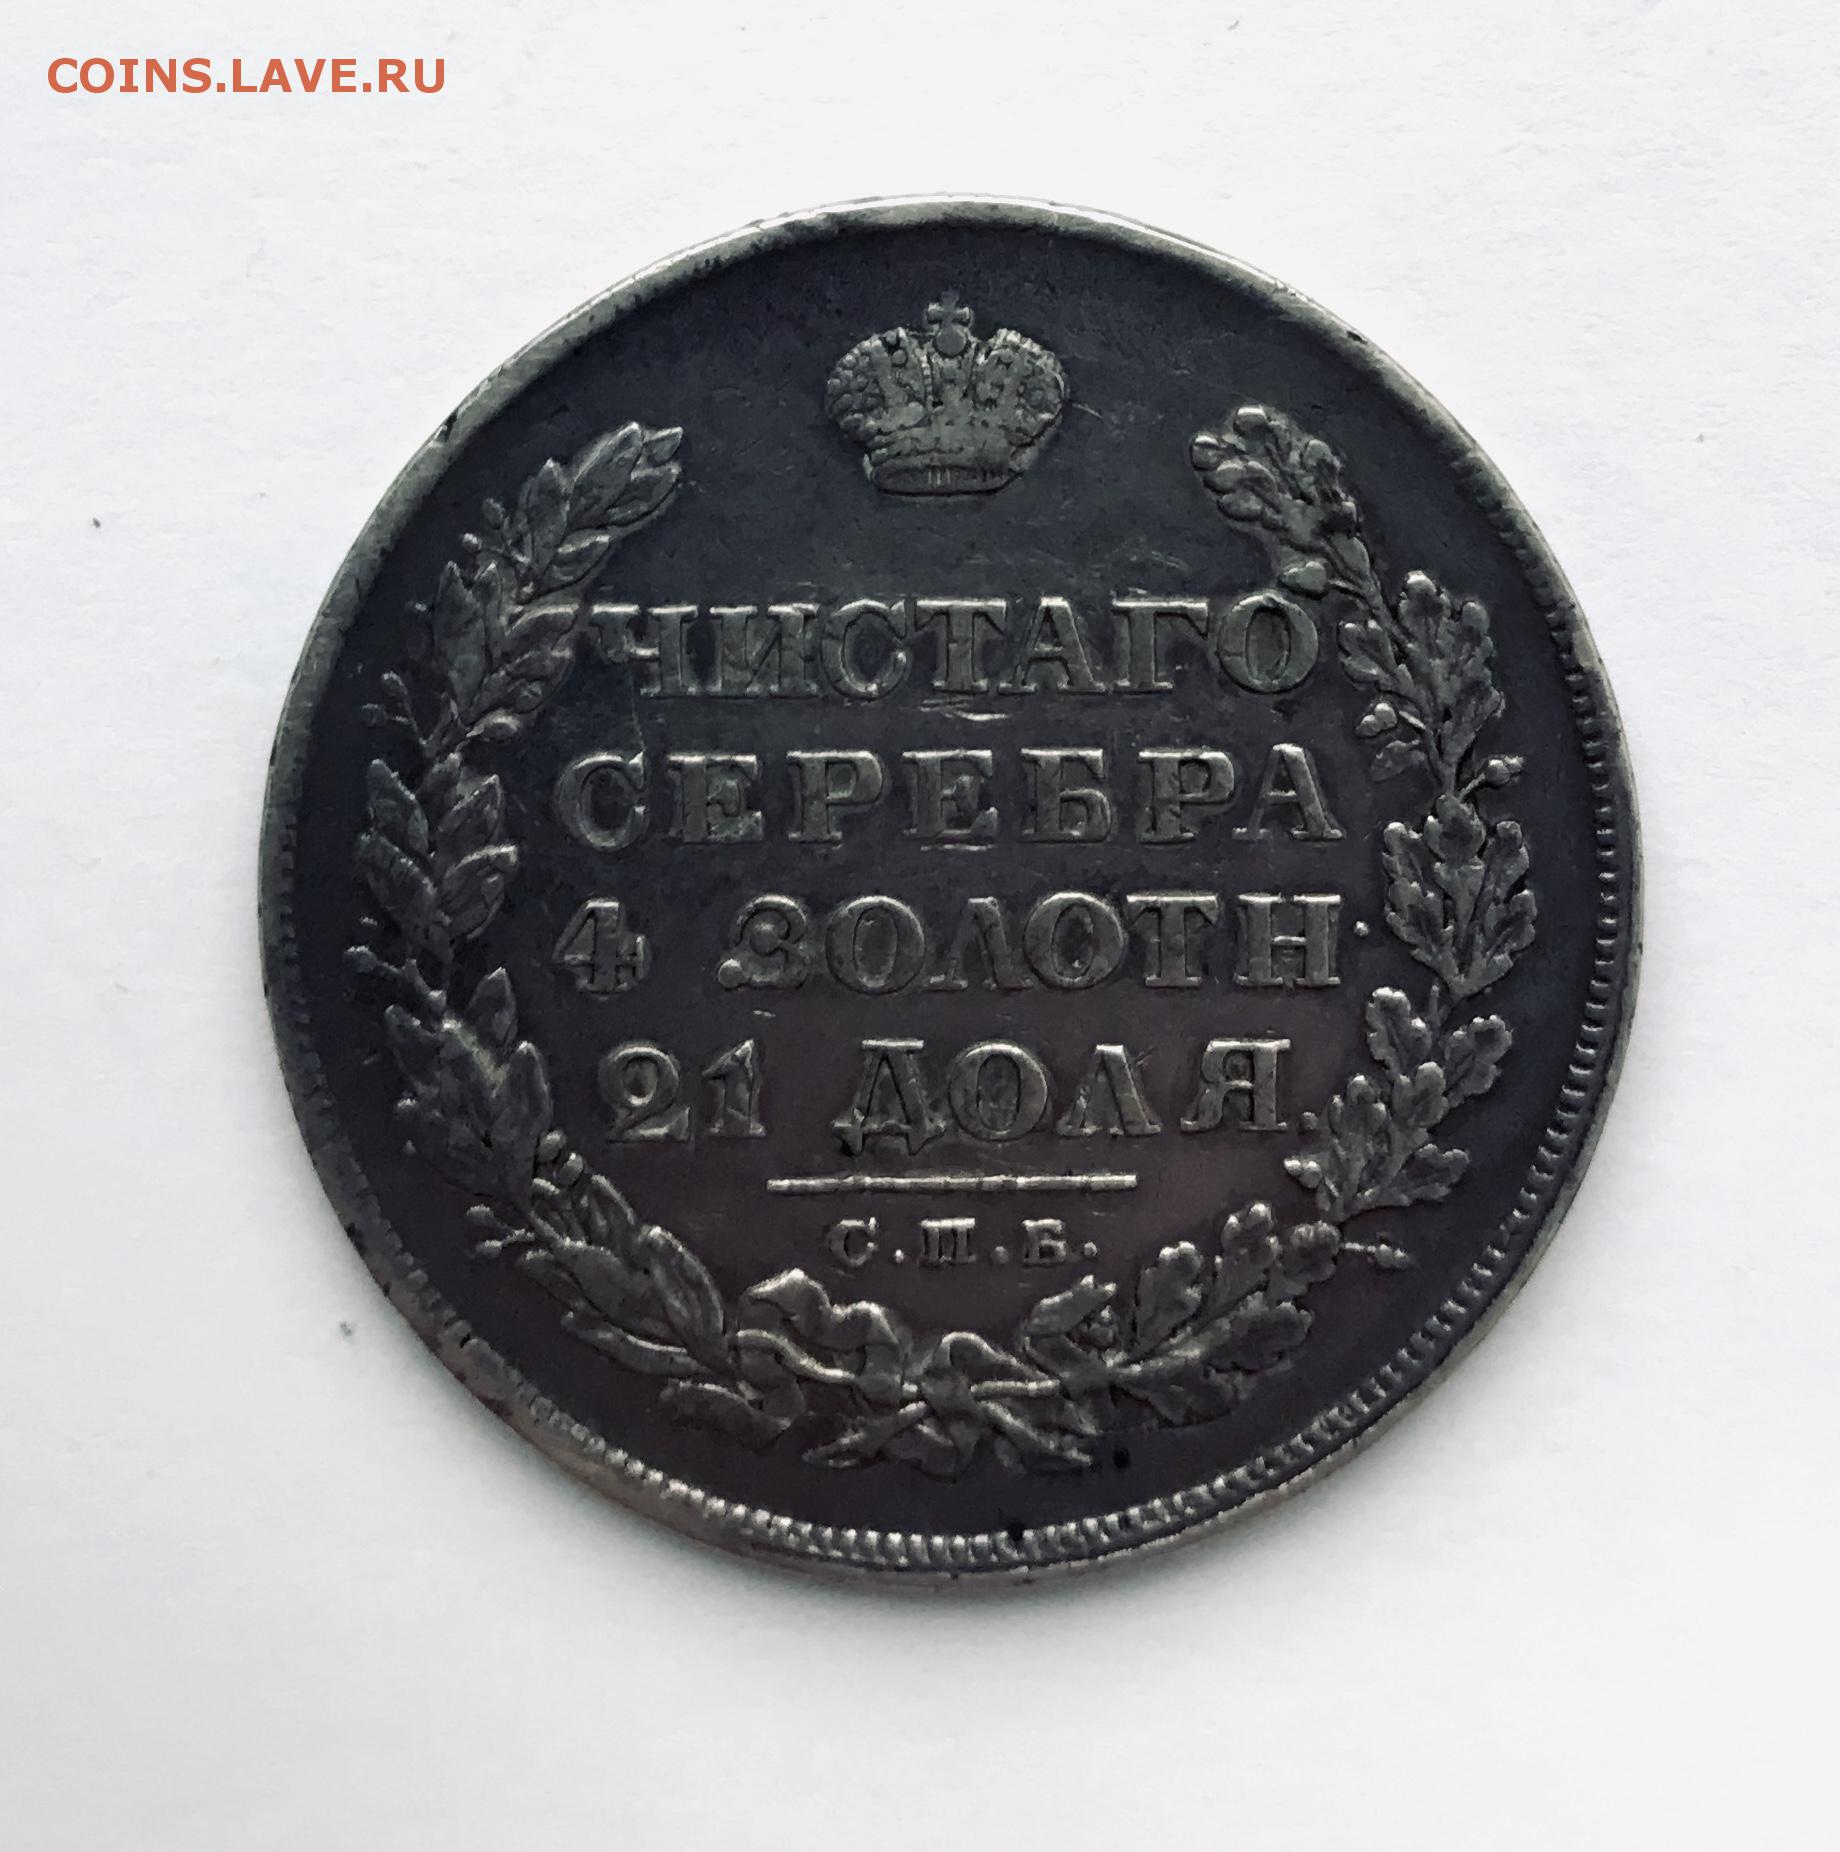 COINS.LAVE.RU
ЧИСТАГО
СЕРЕБРА
4 ЗОЛОТН.
21 ДОЛЯ.
С.П.Б.